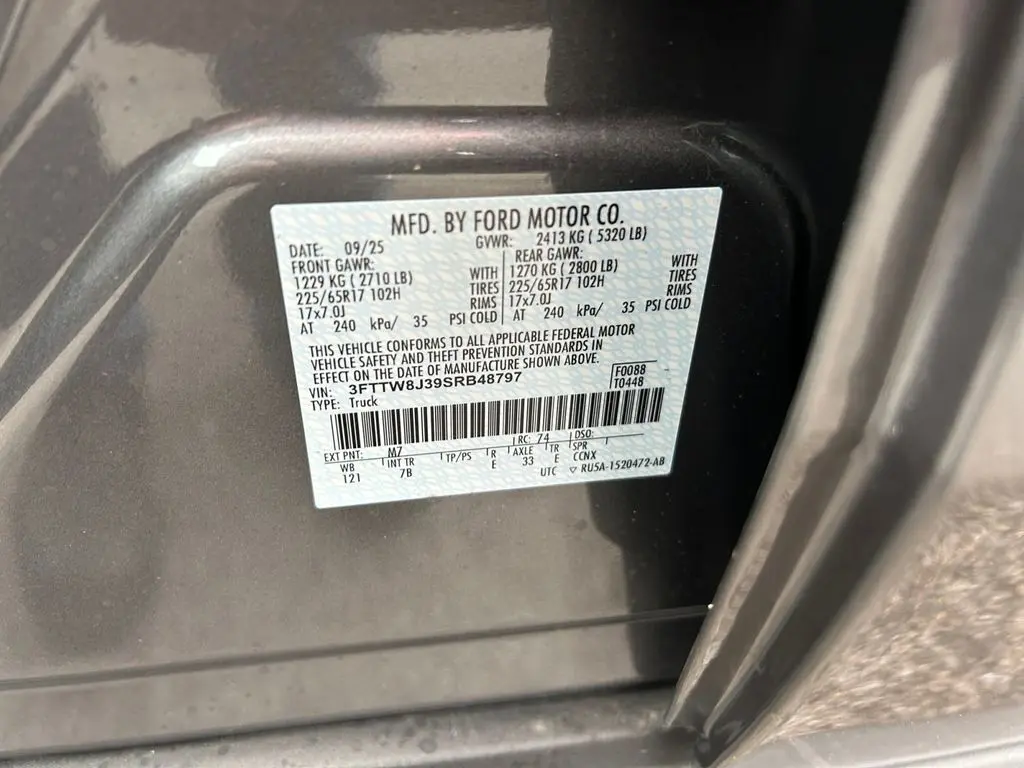 MFD. BY FORD MOTOR CO.
DATE: 09/25 GVWR: 2413 KG ( 5320 LB)
FRONT GAWR: REAR GAWR:
1229 KG ( 2710 LB) WITH 1270 KG ( 2800 LB) WITH
225/65R17 102H TIRES 225/65R17 102H TIRES
17x7.0J RIMS 17x7.0J RIMS
AT 240 kPa/ 35 PSI COLD AT 240 kPa/ 35 PSI COLD
THIS VEHICLE CONFORMS TO ALL APPLICABLE FEDERAL MOTOR
VEHICLE SAFETY AND THEFT PREVENTION STANDARDS IN
EFFECT ON THE DATE OF MANUFACTURE SHOWN ABOVE.
VIN: 3FTTW8J39SRB48797 F0088
TYPE: Truck T0448
EXT PNT: M7 RC: 74 DSO:
WB INT TR TP/PS R AXLE TR SPR
121 7B E 33 E CCNX
UTC ▽ RU5A-1520472-AB